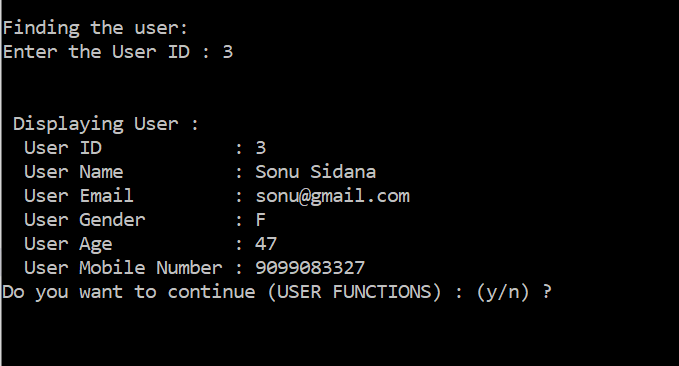 Finding the user:
Enter the User ID : 3
Displaying User :
User ID : 3
User Name : Sonu Sidana
User Email : sonu@gmail.com
User Gender : F
User Age : 47
User Mobile Number : 9099083327
Do you want to continue (USER FUNCTIONS) : (y/n) ?